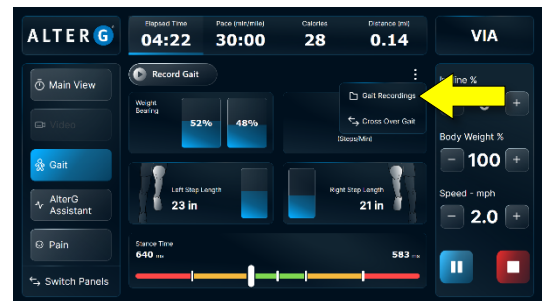 ALTER G
Elapsed Time
04:22
Pace (min/mile)
30:00
Calories
28
Distance (mi)
0.14
VIA
Main View
Video
Gait
AlterG
Assistant
Pain
Switch Panels
Record Gait
Gait Recordings
Cross Over Gait
Weight
Bearing
52%
48%
(Steps/Min)
Left Step Length
23 in
Right Step Length
21 in
Stance Time
640 ms
583 ms
%
+
Body Weight %
- 100 +
Speed - mph
- 2.0 +